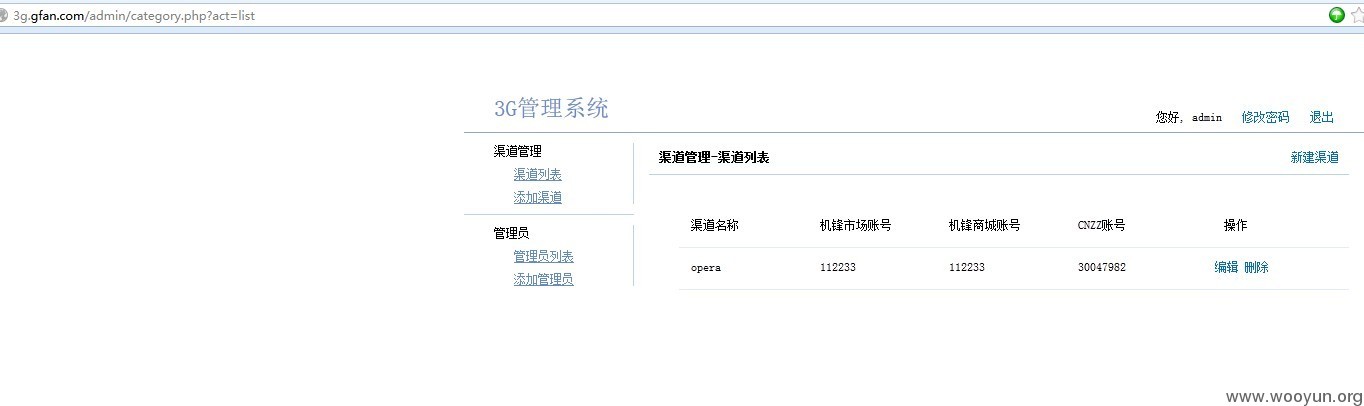 3g.gfan.com/admin/category.php?act=list
3G管理系统
您好, admin 修改密码 退出
渠道管理
渠道列表
添加渠道
管理员
管理员列表
添加管理员
渠道管理-渠道列表 新建渠道
渠道名称 机锋市场账号 机锋商城账号 CNZZ账号 操作
opera 112233 112233 30047982 编辑 删除
www.wooyun.org